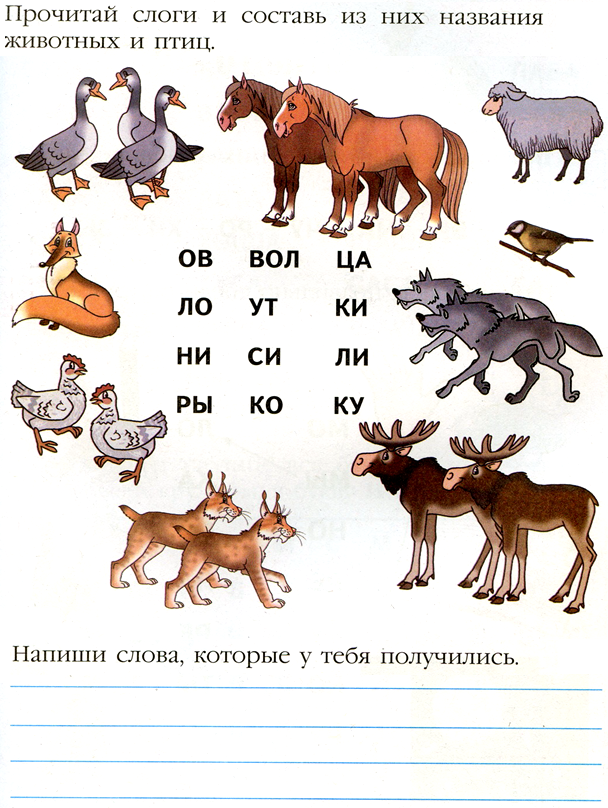 Прочитай слоги и составь из них названия
животных и птиц.
ОВ ВОЛ ЦА
ЛО УТ КИ
НИ СИ ЛИ
РЫ КО КУ
Напиши слова, которые у тебя получились.